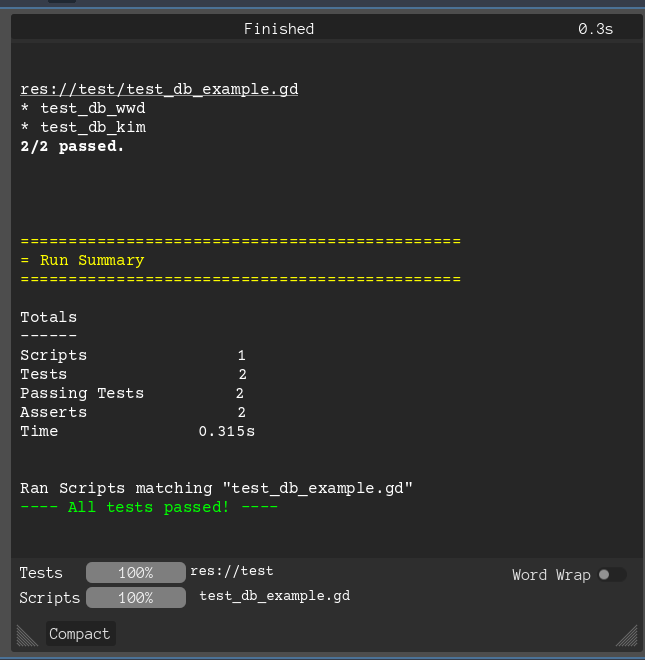 Finished 0.3s
res://test/test_db_example.gd
* test_db_wwd
* test_db_kim
2/2 passed.
==============================================
= Run Summary
==============================================
Totals
------
Scripts 1
Tests 2
Passing Tests 2
Asserts 2
Time 0.315s
Ran Scripts matching "test_db_example.gd"
---- All tests passed! ----
Tests 100% res://test Word Wrap
Scripts 100% test_db_example.gd
Compact